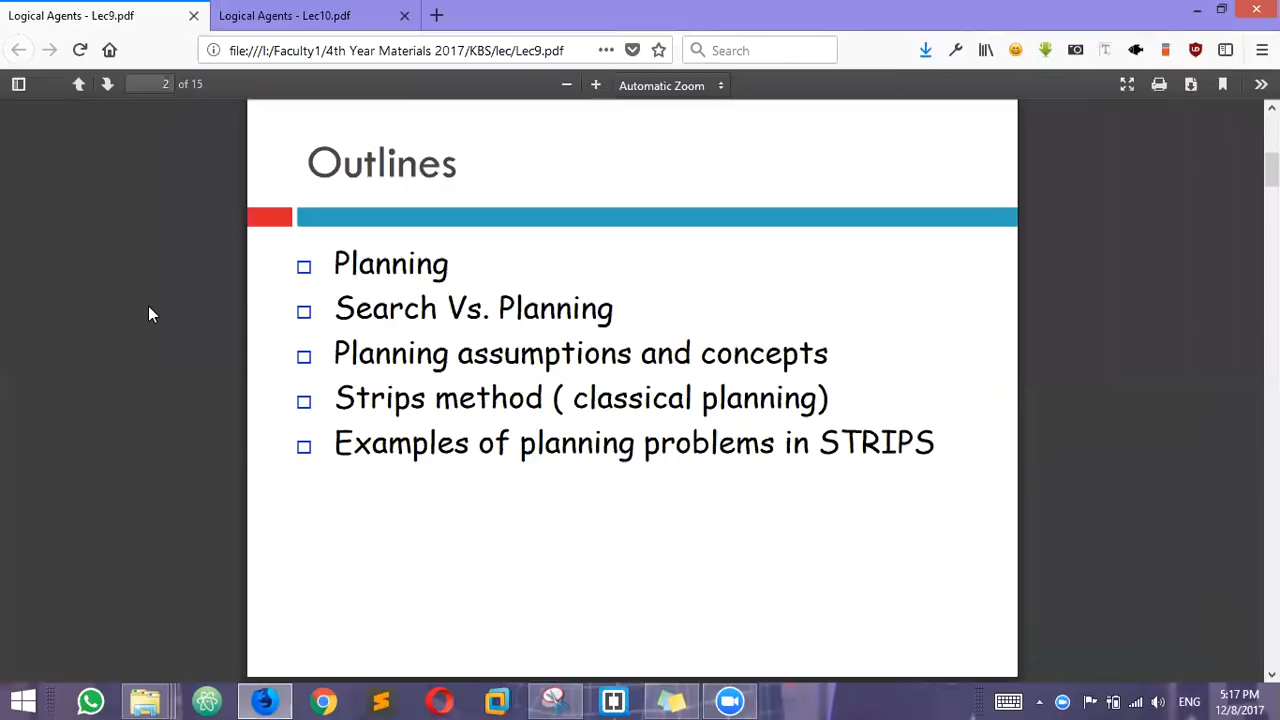 Logical Agents - Lec9.pdf
Logical Agents - Lec10.pdf
file:///I:/Faculty1/4th Year Materials 2017/KBS/lec/Lec9.pdf
Search
2 of 15
Automatic Zoom
Outlines
Planning
Search Vs. Planning
Planning assumptions and concepts
Strips method ( classical planning)
Examples of planning problems in STRIPS
ENG
5:17 PM
12/8/2017